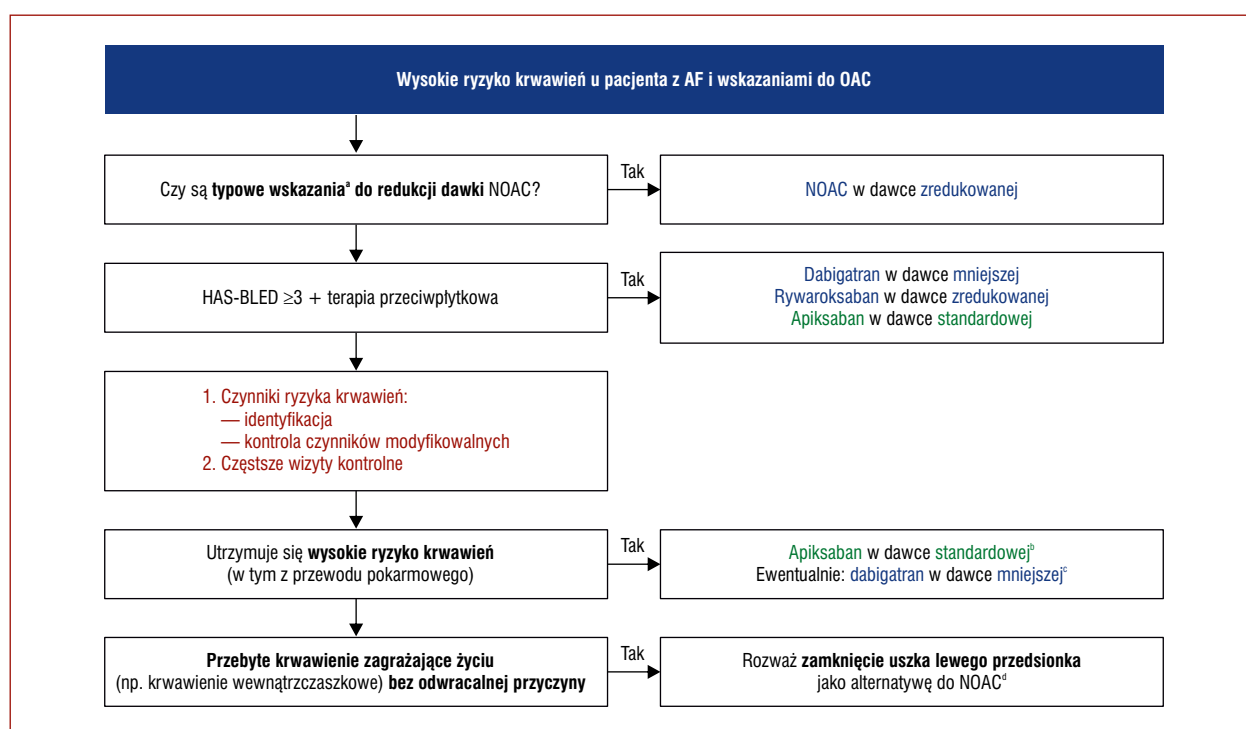 Wysokie ryzyko krwawień u pacjenta z AF i wskazaniami do OAC
Czy są typowe wskazaniaᵃ do redukcji dawki NOAC?
Tak
NOAC w dawce zredukowanej
HAS-BLED ≥3 + terapia przeciwpłytkowa
Tak
Dabigatran w dawce mniejszej
Rywaroksaban w dawce zredukowanej
Apiksaban w dawce standardowej
1. Czynniki ryzyka krwawień:
— identyfikacja
— kontrola czynników modyfikowalnych
2. Częstsze wizyty kontrolne
Utrzymuje się wysokie ryzyko krwawień
(w tym z przewodu pokarmowego)
Tak
Apiksaban w dawce standardowejᵇ
Ewentualnie: dabigatran w dawce mniejszejᶜ
Przebyte krwawienie zagrażające życiu
(np. krwawienie wewnątrzczaszkowe) bez odwracalnej przyczyny
Tak
Rozważ zamknięcie uszka lewego przedsionka
jako alternatywę do NOACᵈ